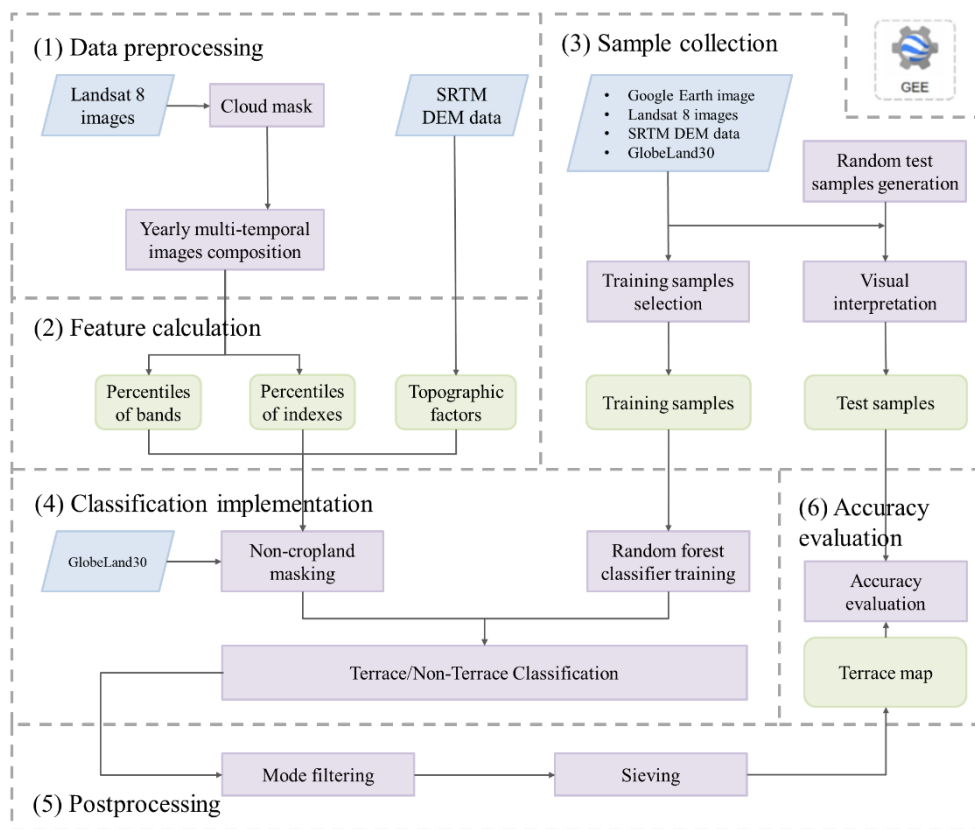 (1) Data preprocessing
Landsat 8
images
Cloud mask
SRTM
DEM data
Yearly multi-temporal
images composition
(2) Feature calculation
Percentiles
of bands
Percentiles
of indexes
Topographic
factors
(3) Sample collection
GEE
• Google Earth image
• Landsat 8 images
• SRTM DEM data
• GlobeLand30
Random test
samples generation
Training samples
selection
Visual
interpretation
Training samples
Test samples
(4) Classification implementation
GlobeLand30
Non-cropland
masking
Random forest
classifier training
Terrace/Non-Terrace Classification
(6) Accuracy
evaluation
Accuracy
evaluation
Terrace map
Mode filtering
Sieving
(5) Postprocessing